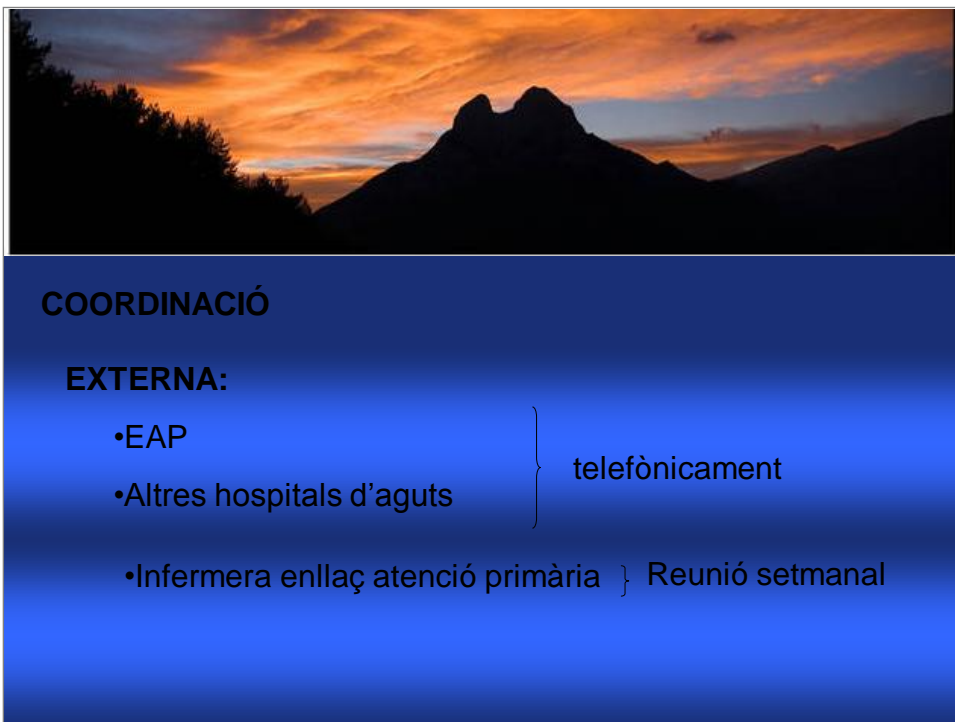 COORDINACIÓ
EXTERNA:
•EAP
•Altres hospitals d’aguts
telefònicament
•Infermera enllaç atenció primària
Reunió setmanal